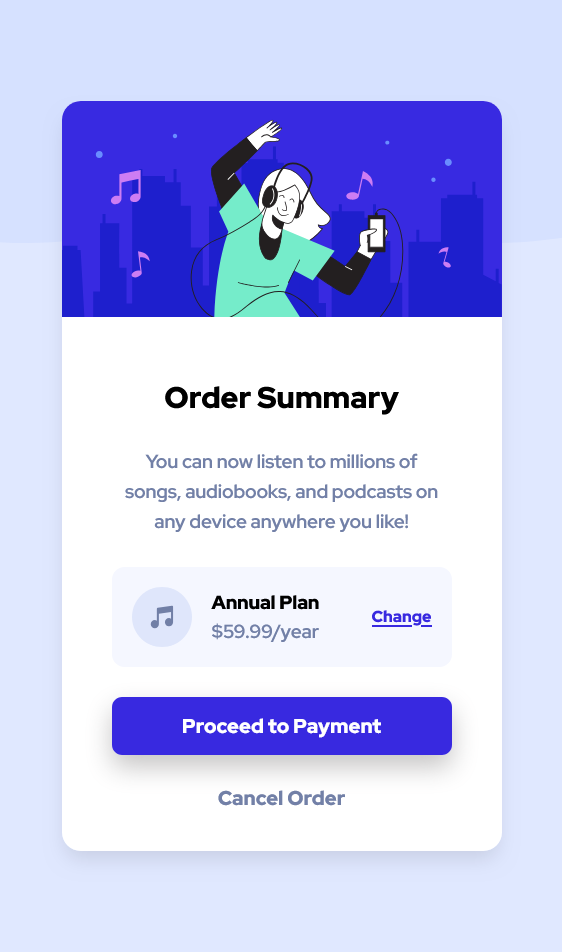 Order Summary
You can now listen to millions of
songs, audiobooks, and podcasts on
any device anywhere you like!
Annual Plan
$59.99/year
Change
Proceed to Payment
Cancel Order